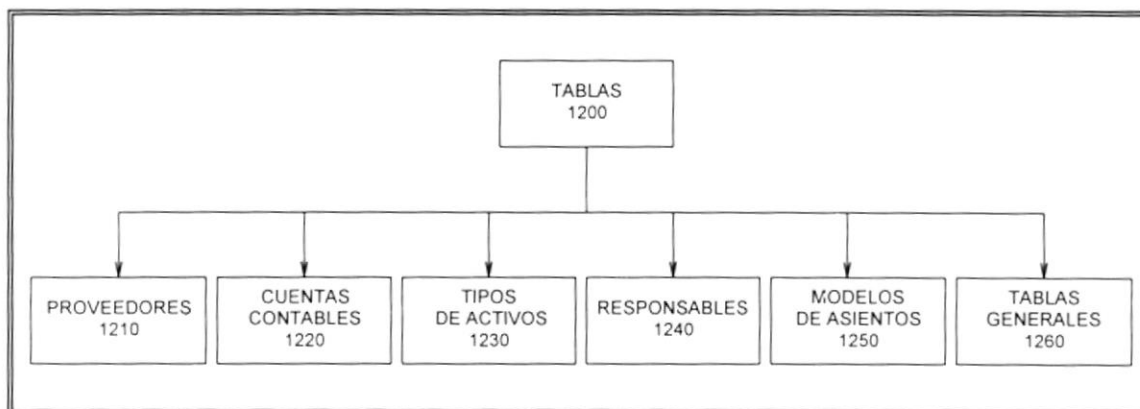 TABLAS
1200
PROVEEDORES
1210
CUENTAS
CONTABLES
1220
TIPOS
DE ACTIVOS
1230
RESPONSABLES
1240
MODELOS
DE ASIENTOS
1250
TABLAS
GENERALES
1260